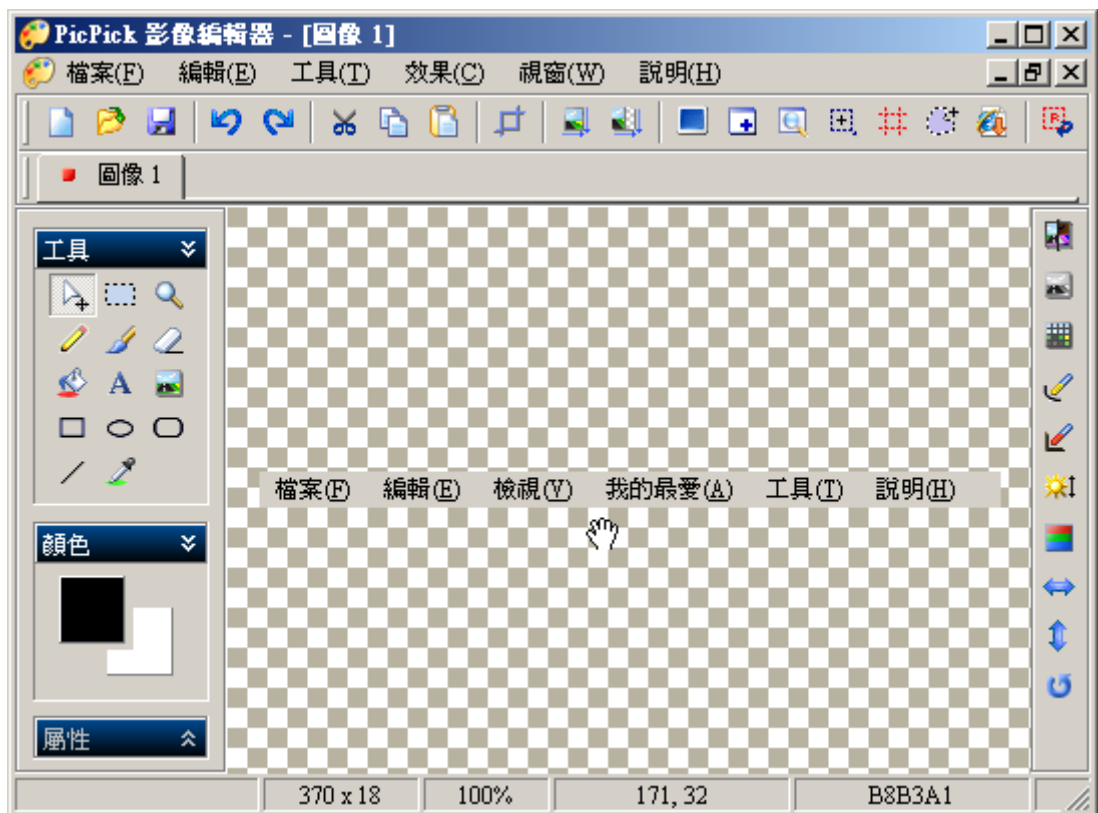 PicPick 影像編輯器 - [圖像 1]
檔案(F) 編輯(E) 工具(T) 效果(C) 視窗(W) 說明(H)
圖像 1
工具
A
檔案(F) 編輯(E) 檢視(V) 我的最愛(A) 工具(T) 說明(H)
顏色
屬性
370 x 18 100% 171, 32 B8B3A1